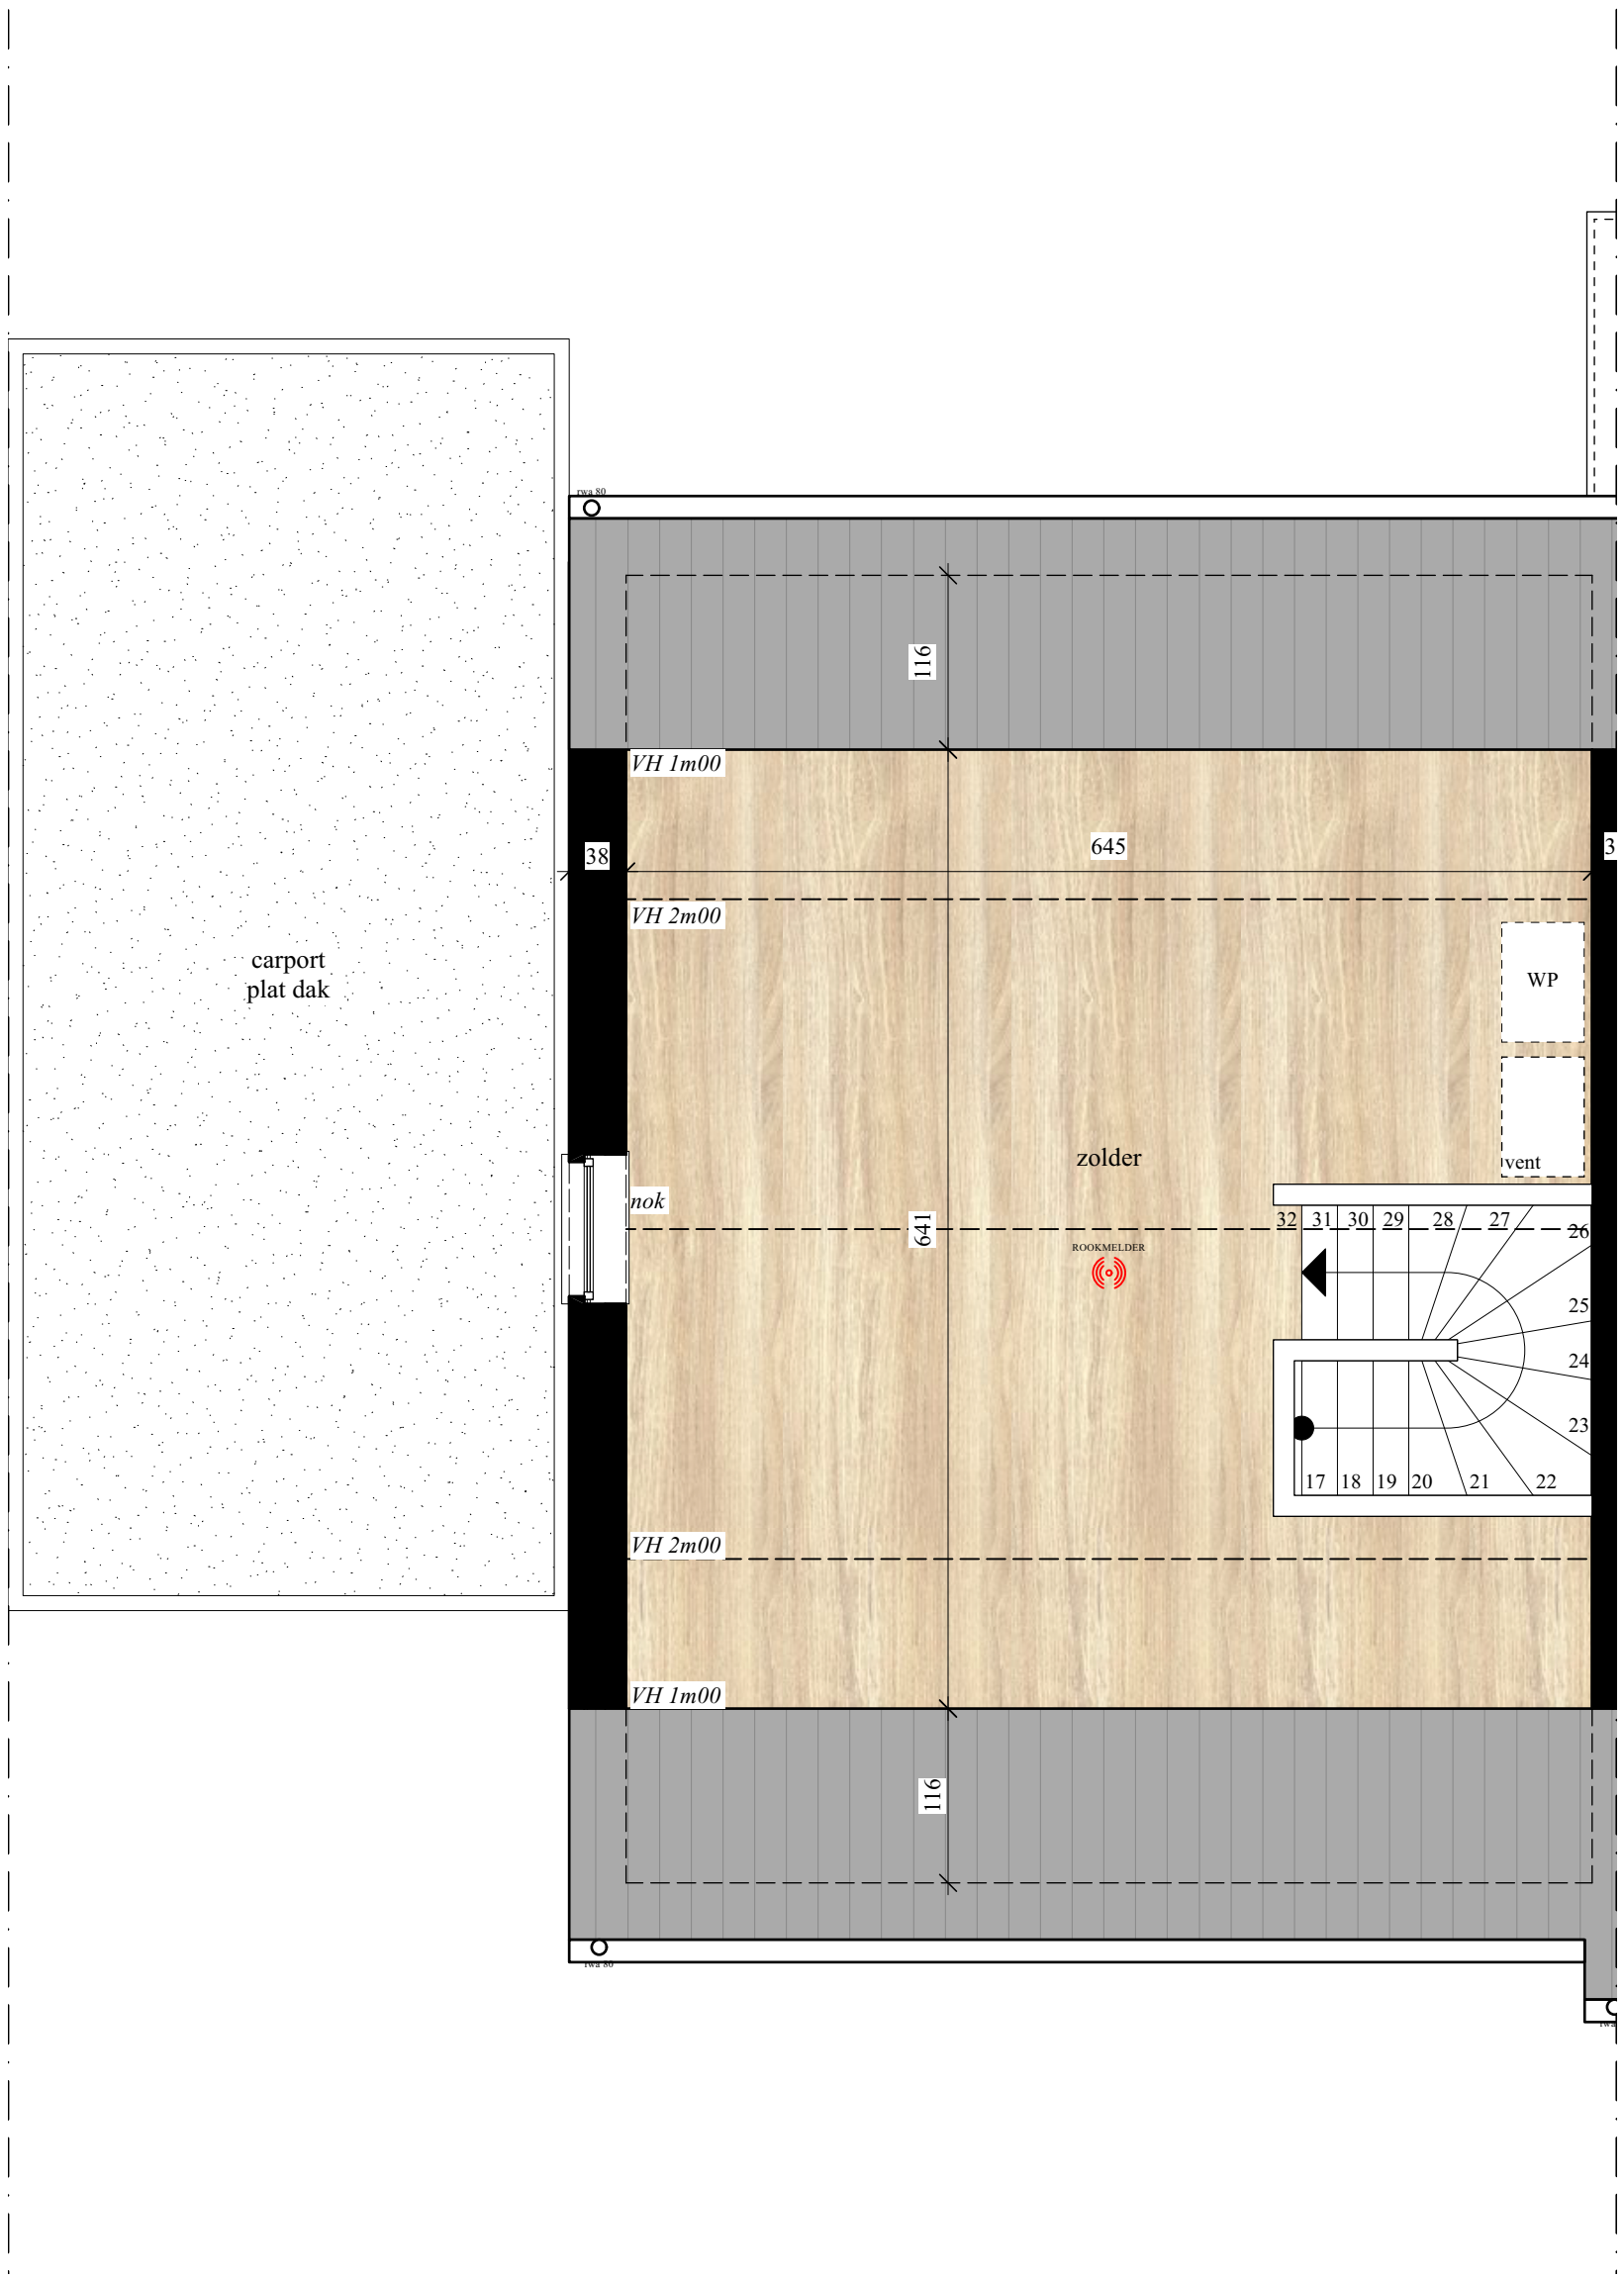 rwa 80
116
VH 1m00
38
645
3
VH 2m00
carport
plat dak
WP
zolder
vent
nok
641
32 31 30 29 28 27
26
ROOKMELDER
25
24
23
17 18 19 20 21 22
VH 2m00
VH 1m00
116
rwa 80
rwa